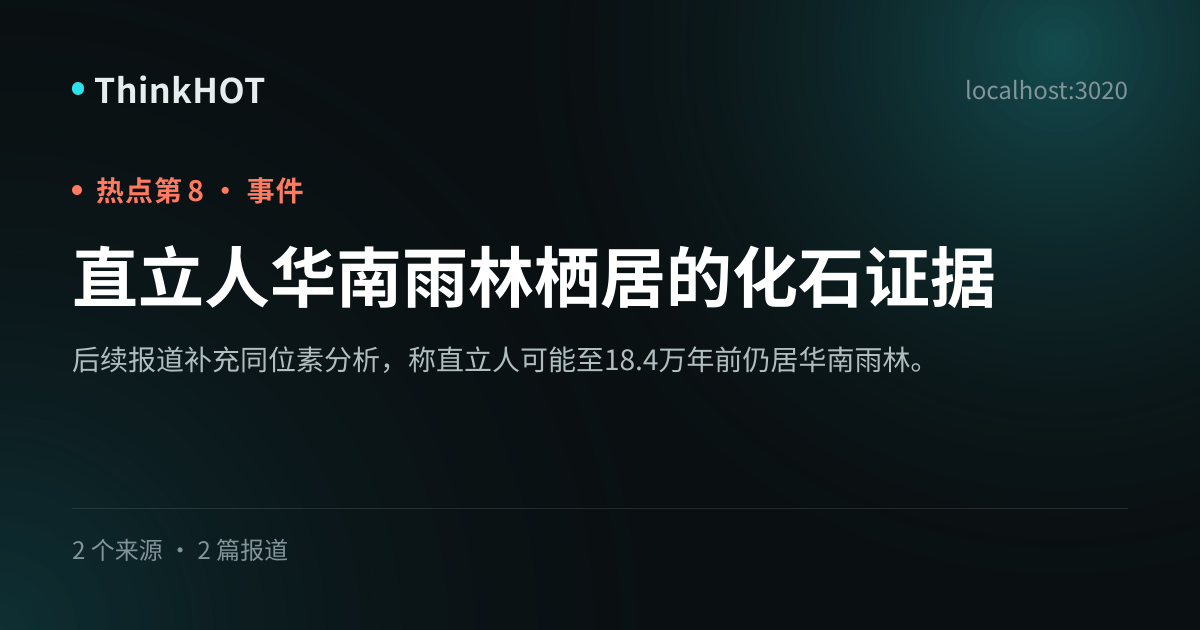 ThinkHOT
localhost:3020
热点第 8 · 事件
直立人华南雨林栖居的化石证据
后续报道补充同位素分析，称直立人可能至18.4万年前仍居华南雨林。
2 个来源 · 2 篇报道